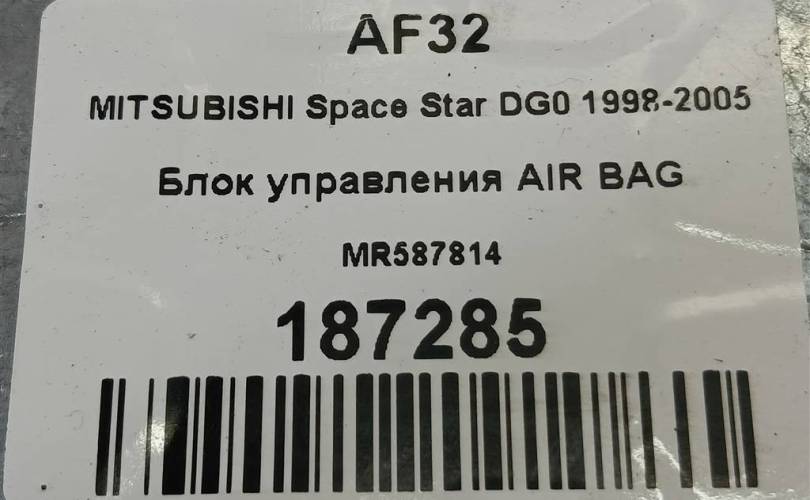 AF32
MITSUBISHI Space Star DG0 1998-2005
Блок управления AIR BAG
MR587814
187285